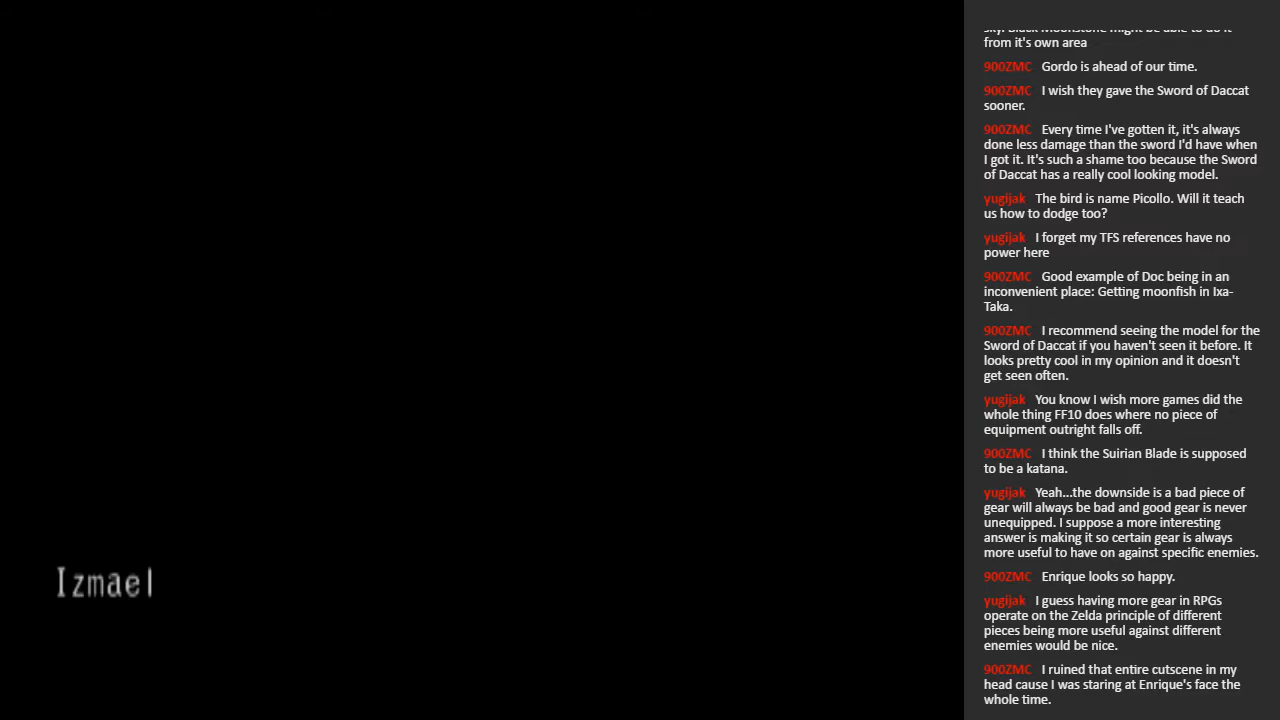 from it's own area
900ZMC Gordo is ahead of our time.
900ZMC I wish they gave the Sword of Daccat
sooner.
900ZMC Every time I've gotten it, it's always
done less damage than the sword I'd have when
I got it. It's such a shame too because the Sword
of Daccat has a really cool looking model.
yugijak The bird is name Picollo. Will it teach
us how to dodge too?
yugijak I forget my TFS references have no
power here
900ZMC Good example of Doc being in an
inconvenient place: Getting moonfish in Ixa-
Taka.
900ZMC I recommend seeing the model for the
Sword of Daccat if you haven't seen it before. It
looks pretty cool in my opinion and it doesn't
get seen often.
yugijak You know I wish more games did the
whole thing FF10 does where no piece of
equipment outright falls off.
900ZMC I think the Suirian Blade is supposed
to be a katana.
yugijak Yeah...the downside is a bad piece of
gear will always be bad and good gear is never
unequipped. I suppose a more interesting
answer is making it so certain gear is always
more useful to have on against specific enemies.
900ZMC Enrique looks so happy.
yugijak I guess having more gear in RPGs
operate on the Zelda principle of different
pieces being more useful against different
enemies would be nice.
900ZMC I ruined that entire cutscene in my
head cause I was staring at Enrique's face the
whole time.
Izmael